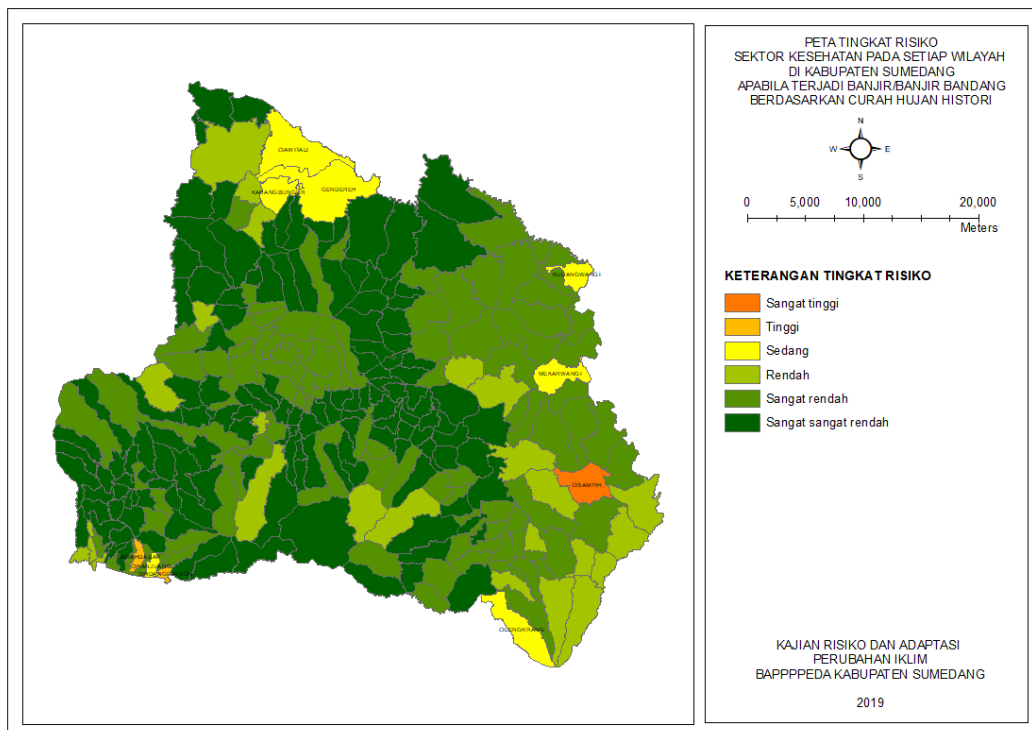 PETA TINGKAT RISIKO
SEKTOR KESEHATAN PADA SETIAP WILAYAH
DI KABUPATEN SUMEDANG
APABILA TERJADI BANJIR/BANJIR BANDANG
BERDASARKAN CURAH HUJAN HISTORI
N
W E
S
0 5,000 10,000 20,000
Meters
KETERANGAN TINGKAT RISIKO
Sangat tinggi
Tinggi
Sedang
Rendah
Sangat rendah
Sangat sangat rendah
KAJIAN RISIKO DAN ADAPTASI
PERUBAHAN IKLIM
BAPPPPEDA KABUPATEN SUMEDANG
2019
CIAWITALI
GENDEREH
MEKARWANGI
CISAMPIH
CILENGKRANG